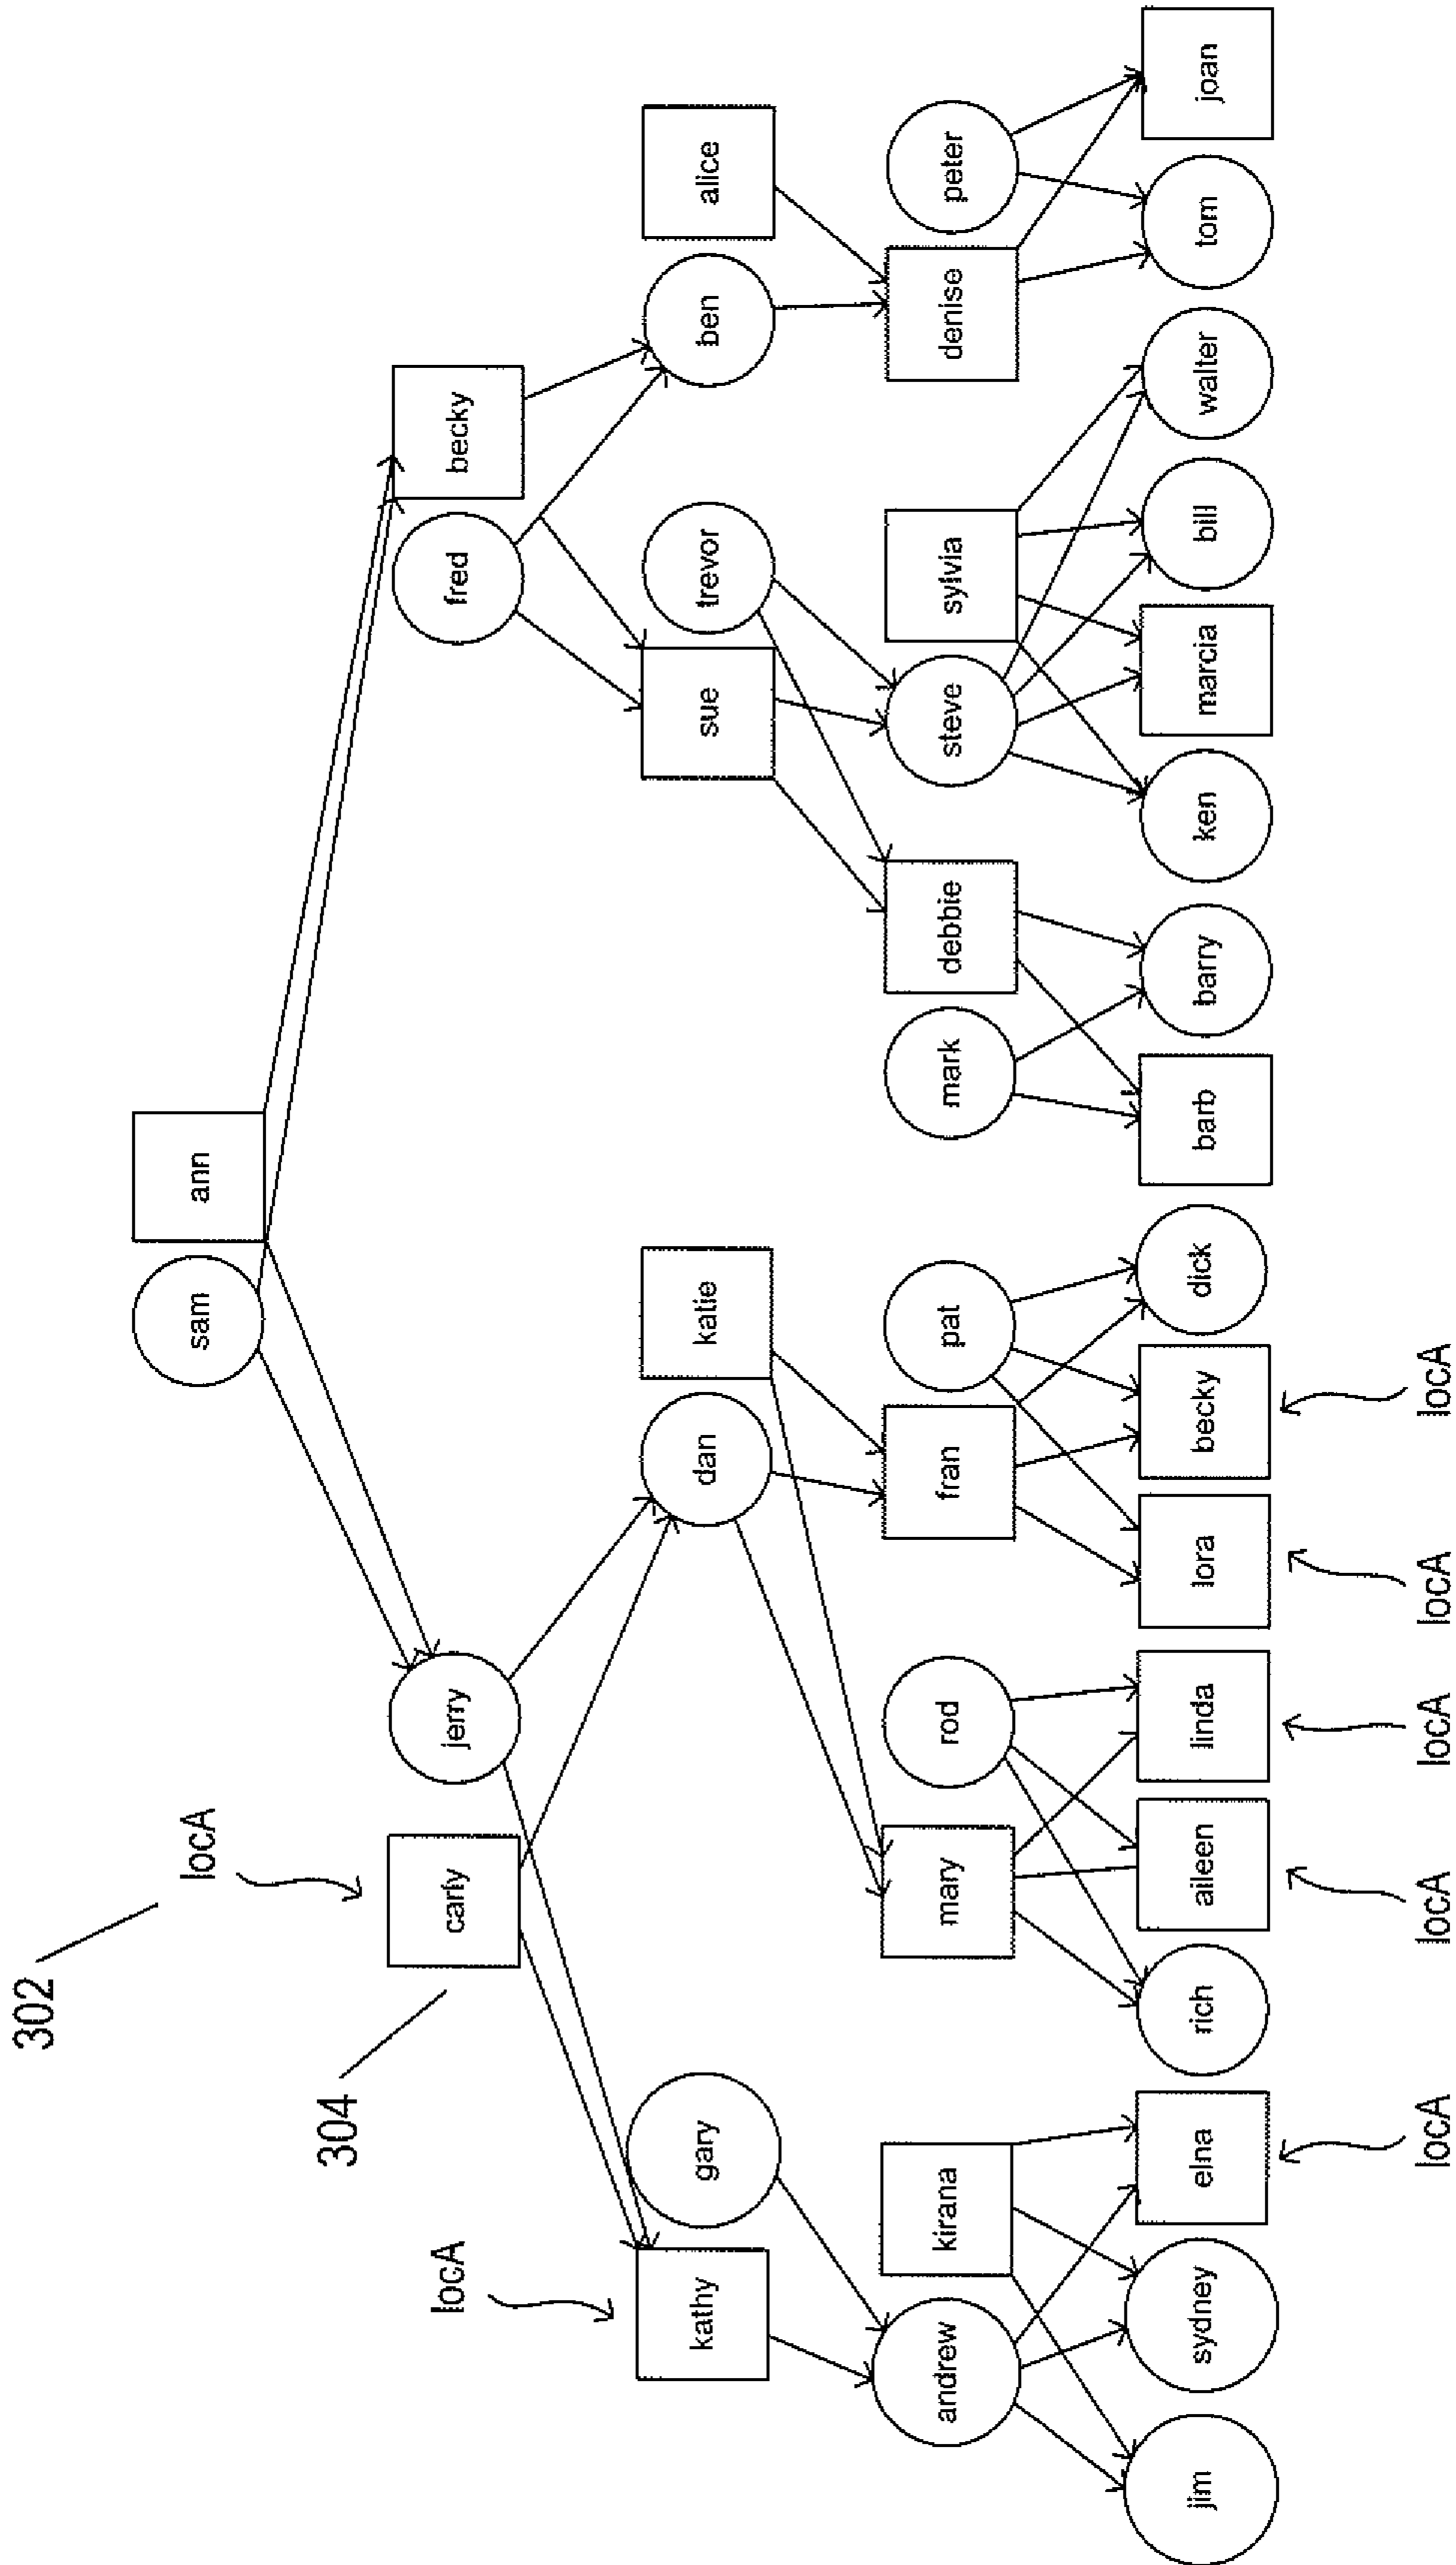 302
locA
sam
ann
304
locA
carly
jerry
fred
becky
kathy
gary
dan
katie
sue
trevor
ben
alice
andrew
kirana
mary
rod
fran
pat
mark
debbie
steve
sylvia
denise
peter
jim
sydney
elna
rich
aileen
linda
lora
becky
dick
barb
barry
ken
marcia
bill
walter
tom
joan
locA
locA
locA
locA
locA